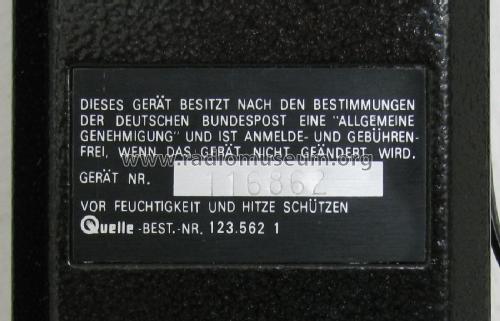 DIESES GERÄT BESITZT NACH DEN BESTIMMUNGEN
DER DEUTSCHEN BUNDESPOST EINE "ALLGEMEINE
GENEHMIGUNG" UND IST ANMELDE- UND GEBÜHREN-
FREI, WENN DAS GERÄT NICHT GEÄNDERT WIRD.
www.radiomuseum.org
GERÄT NR. 116862
VOR FEUCHTIGKEIT UND HITZE SCHÜTZEN
Quelle -BEST.-NR. 123.562 1